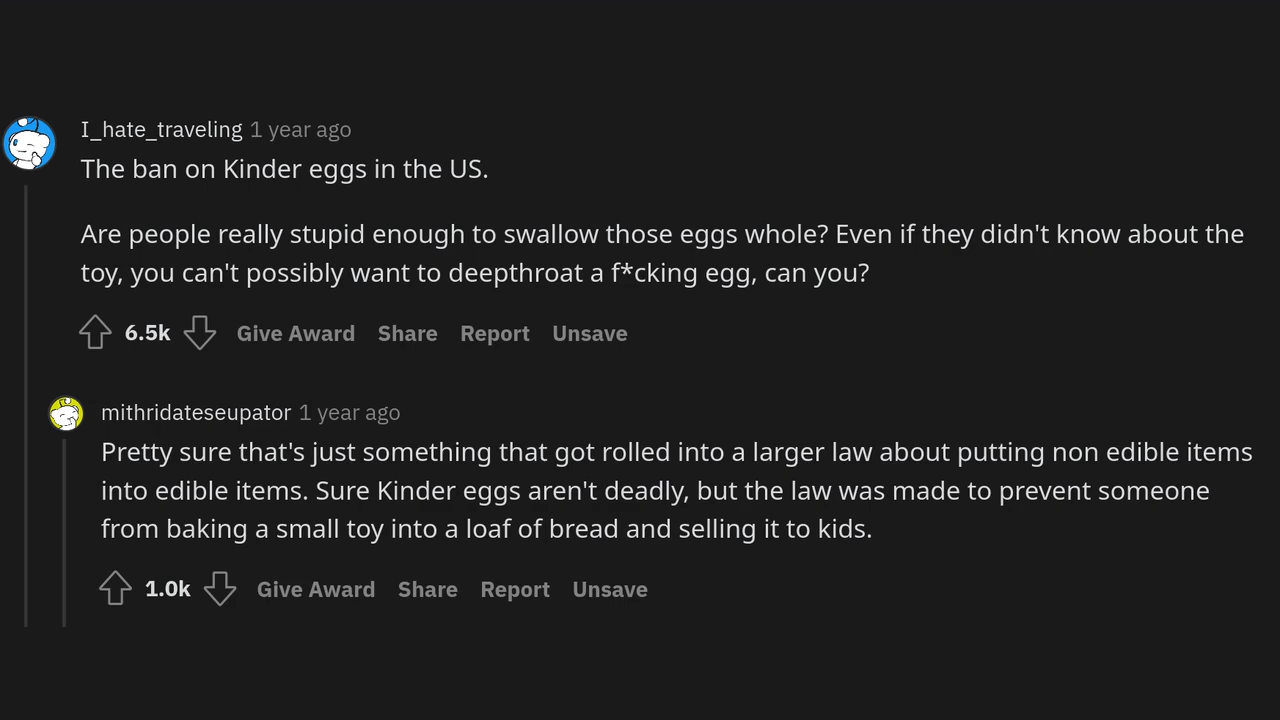 I_hate_traveling 1 year ago
The ban on Kinder eggs in the US.
Are people really stupid enough to swallow those eggs whole? Even if they didn't know about the
toy, you can't possibly want to deepthroat a f*cking egg, can you?
6.5k Give Award Share Report Unsave
mithridateseupator 1 year ago
Pretty sure that's just something that got rolled into a larger law about putting non edible items
into edible items. Sure Kinder eggs aren't deadly, but the law was made to prevent someone
from baking a small toy into a loaf of bread and selling it to kids.
1.0k Give Award Share Report Unsave